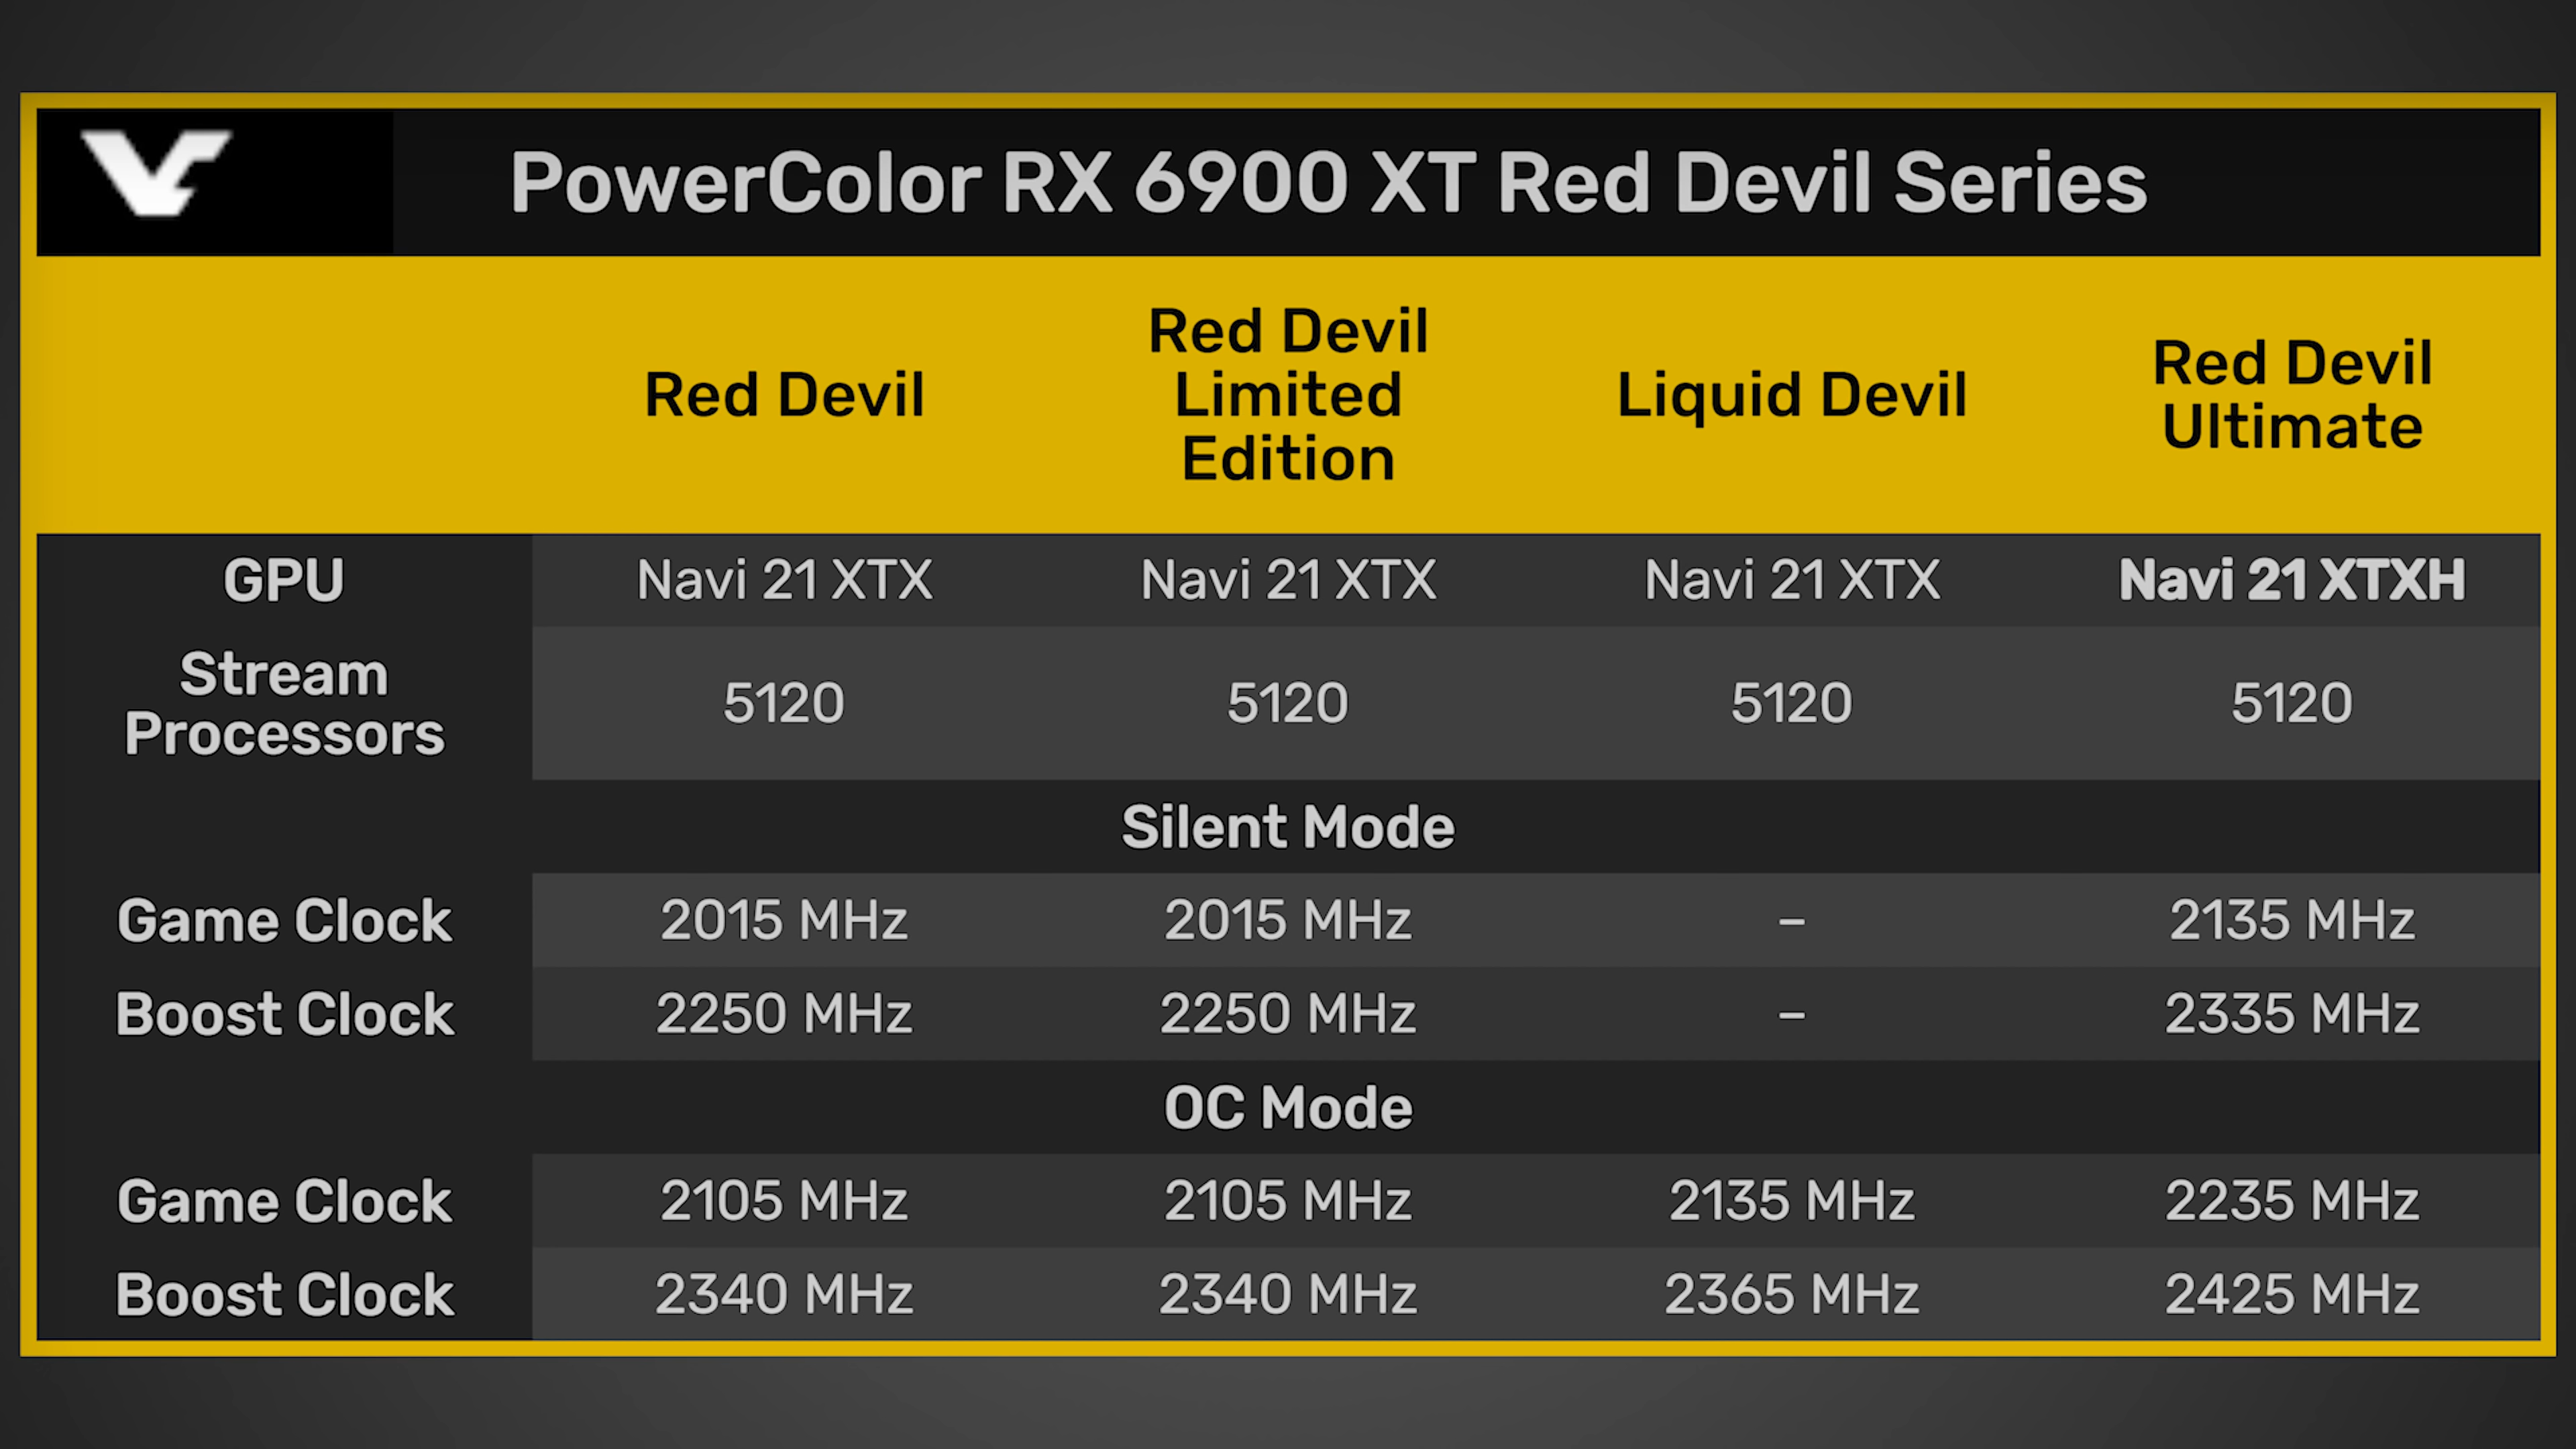 PowerColor RX 6900 XT Red Devil Series
Red Devil
Red Devil
Limited
Edition
Liquid Devil
Red Devil
Ultimate
GPU Navi 21 XTX Navi 21 XTX Navi 21 XTX Navi 21 XTXH
Stream
Processors
5120 5120 5120 5120
Silent Mode
Game Clock 2015 MHz 2015 MHz – 2135 MHz
Boost Clock 2250 MHz 2250 MHz – 2335 MHz
OC Mode
Game Clock 2105 MHz 2105 MHz 2135 MHz 2235 MHz
Boost Clock 2340 MHz 2340 MHz 2365 MHz 2425 MHz